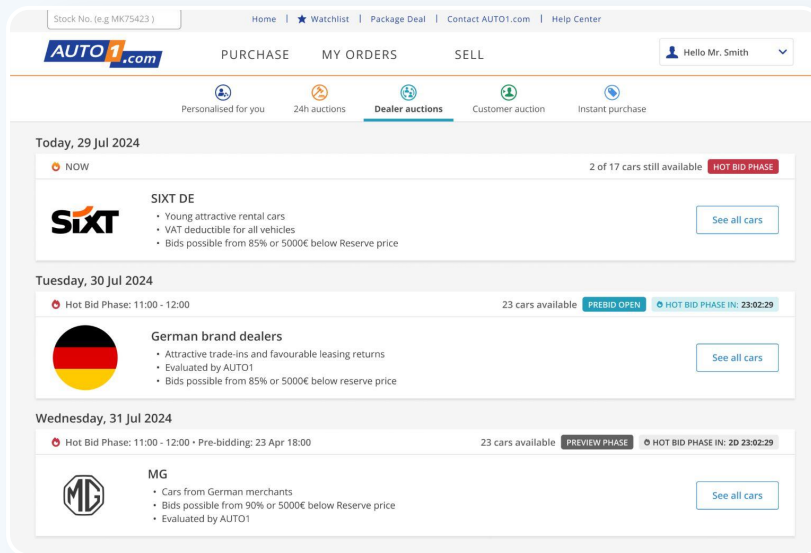 Stock No. (e.g MK75423 )
Home | Watchlist | Package Deal | Contact AUTO1.com | Help Center
AUTO1.com
PURCHASE MY ORDERS SELL
Hello Mr. Smith
Personalised for you 24h auctions Dealer auctions Customer auction Instant purchase
Today, 29 Jul 2024
NOW
2 of 17 cars still available HOT BID PHASE
SIXT
SIXT DE
• Young attractive rental cars
• VAT deductible for all vehicles
• Bids possible from 85% or 5000€ below Reserve price
See all cars
Tuesday, 30 Jul 2024
Hot Bid Phase: 11:00 - 12:00
23 cars available PREBID OPEN HOT BID PHASE IN: 23:02:29
German brand dealers
• Attractive trade-ins and favourable leasing returns
• Evaluated by AUTO1
• Bids possible from 85% or 5000€ below reserve price
See all cars
Wednesday, 31 Jul 2024
Hot Bid Phase: 11:00 - 12:00 • Pre-bidding: 23 Apr 18:00
23 cars available PREVIEW PHASE HOT BID PHASE IN: 2D 23:02:29
MG
MG
• Cars from German merchants
• Bids possible from 90% or 5000€ below Reserve price
• Evaluated by AUTO1
See all cars